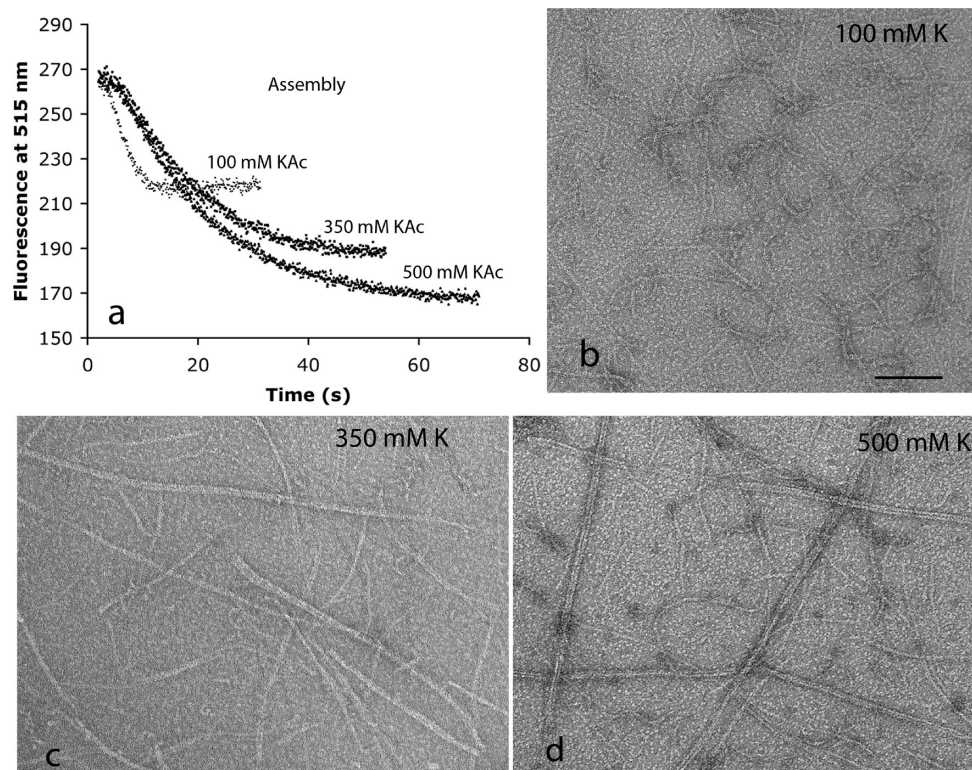 290
270
250
230
210
190
170
150
Fluorescence at 515 nm
Assembly
100 mM KAc
350 mM KAc
500 mM KAc
a
0 20 40 60 80
Time (s)
100 mM K
b
350 mM K
c
500 mM K
d